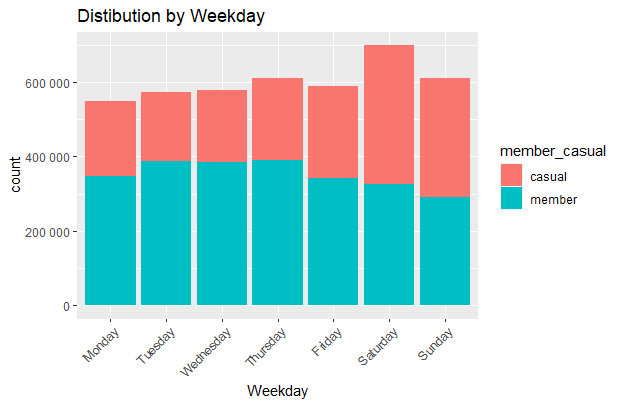 Distibution by Weekday
600 000
400 000
200 000
0
count
Monday
Tuesday
Wednesday
Thursday
Friday
Saturday
Sunday
Weekday
member_casual
casual
member